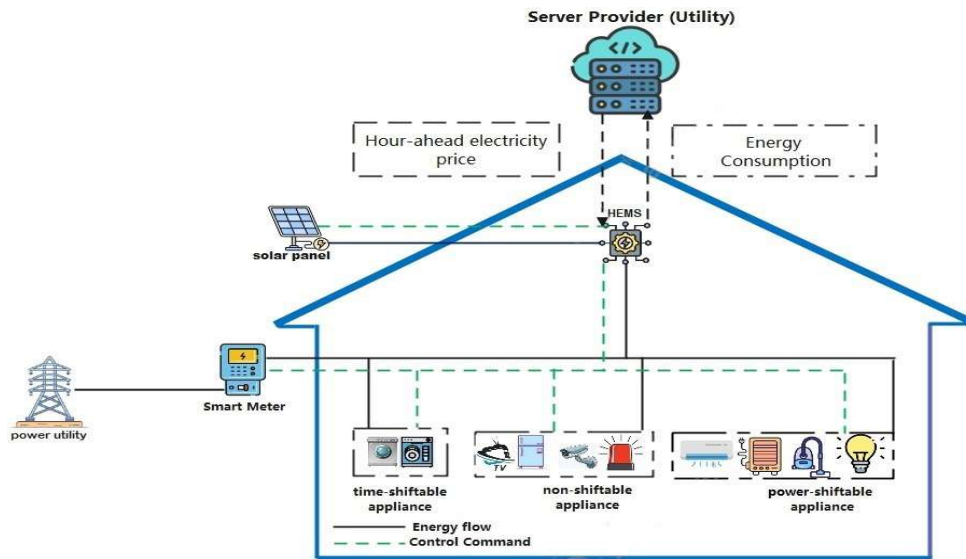 Server Provider (Utility)
</>
Hour-ahead electricity
price
Energy
Consumption
HEMS
solar panel
Smart Meter
power utility
TV
time-shiftable
appliance
non-shiftable
appliance
power-shiftable
appliance
Energy flow
Control Command